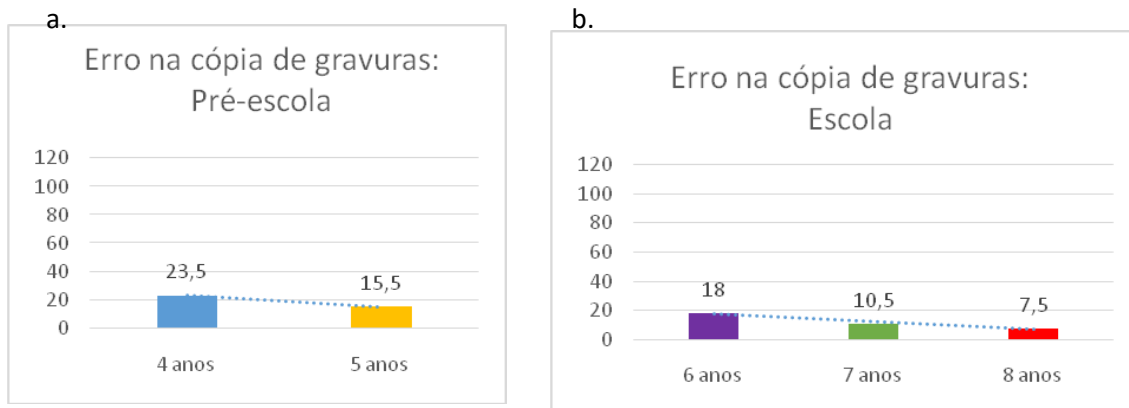 a.
Erro na cópia de gravuras:
Pré-escola
120
100
80
60
40
20
0
23,5
15,5
4 anos
5 anos
b.
Erro na cópia de gravuras:
Escola
120
100
80
60
40
20
0
18
10,5
7,5
6 anos
7 anos
8 anos